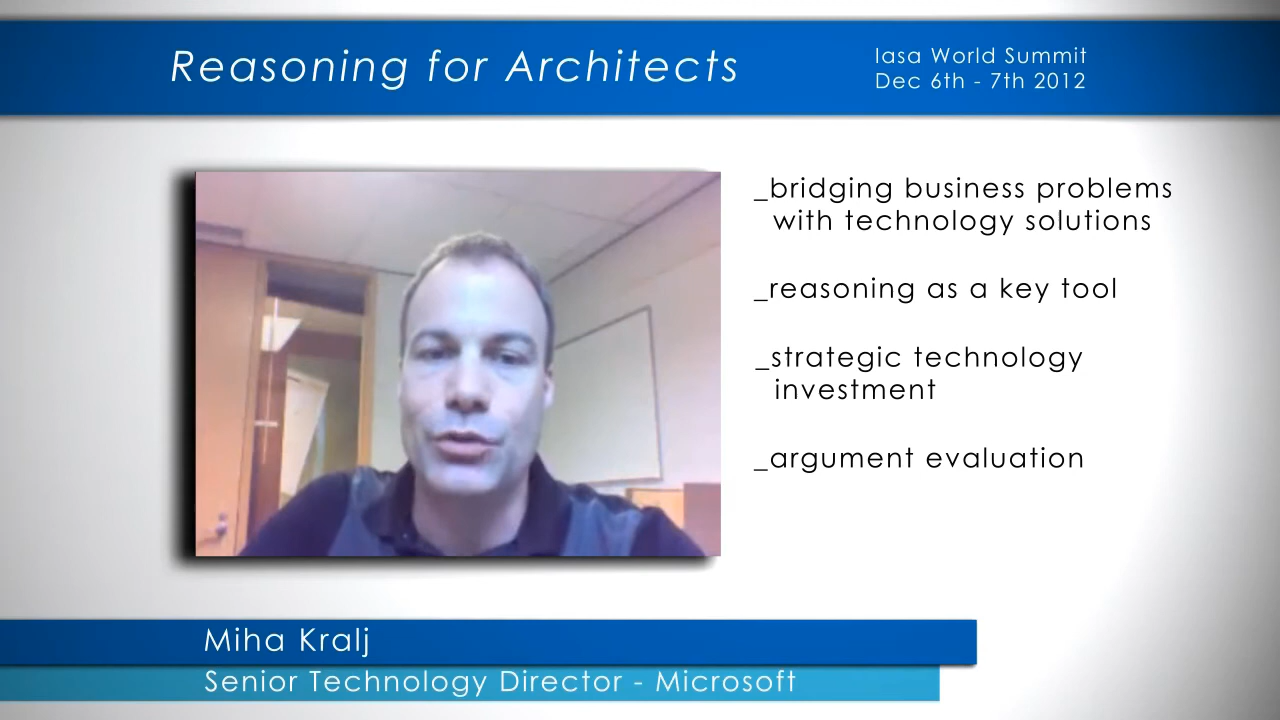 Reasoning for Architects
Iasa World Summit
Dec 6th - 7th 2012
_bridging business problems
with technology solutions
_reasoning as a key tool
_strategic technology
investment
_argument evaluation
Miha Kralj
Senior Technology Director - Microsoft